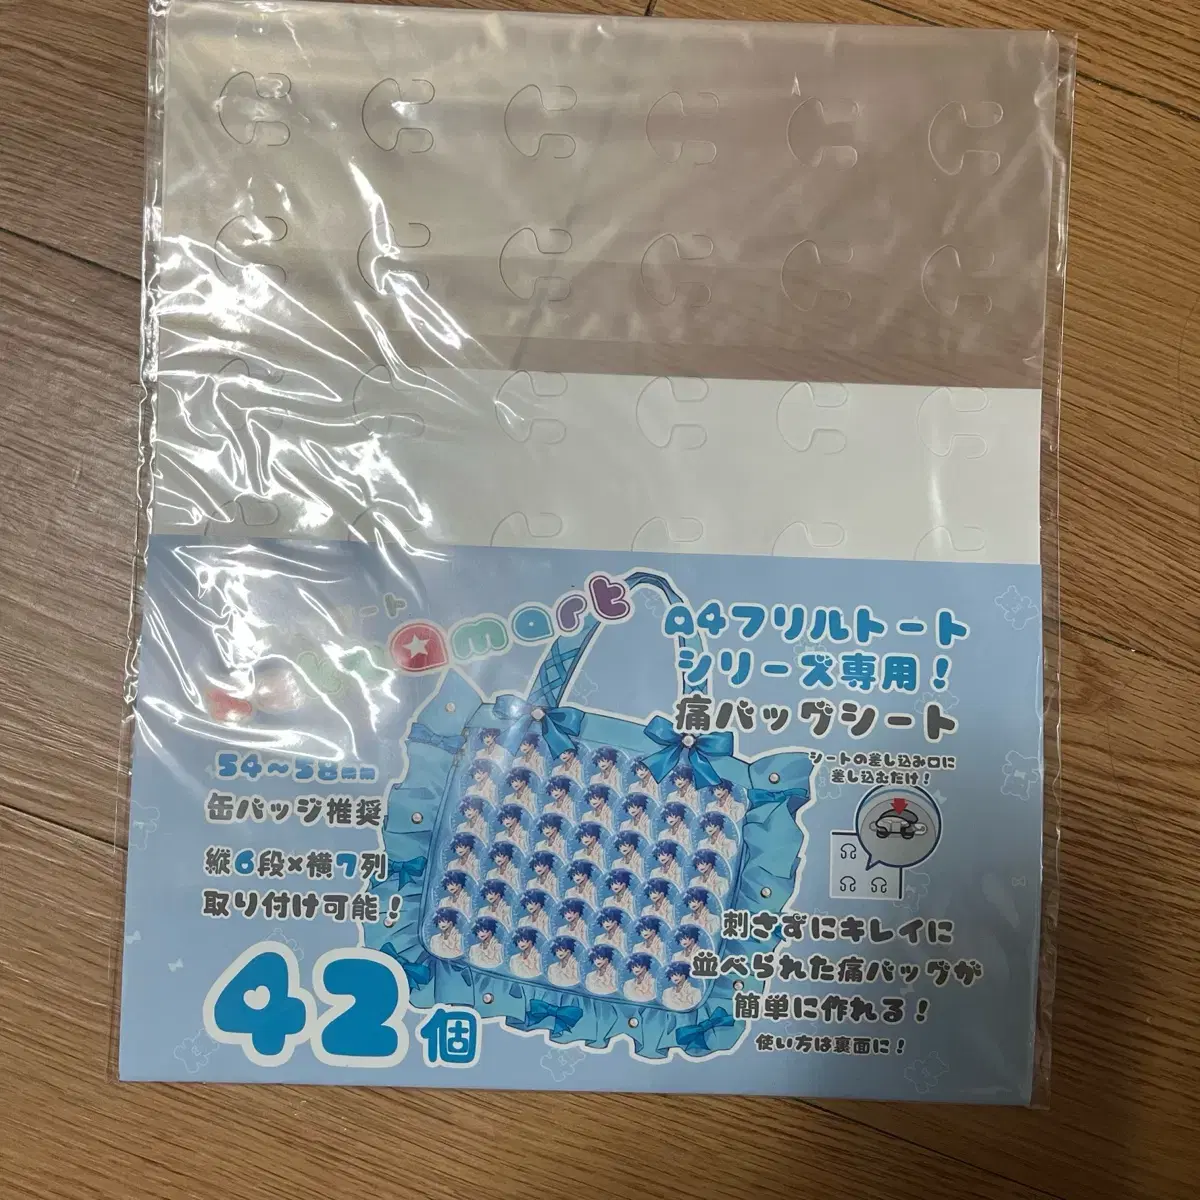 mart
A4フリルトート
シリーズ専用！
痛バッグシート
シートの差し込み口に
差し込むだけ！
54～58mm
缶バッジ推奨
縦6段×横7列
取り付け可能！
42個
刺さずにキレイに
並べられた痛バッグが
簡単に作れる！
使い方は裏面に！